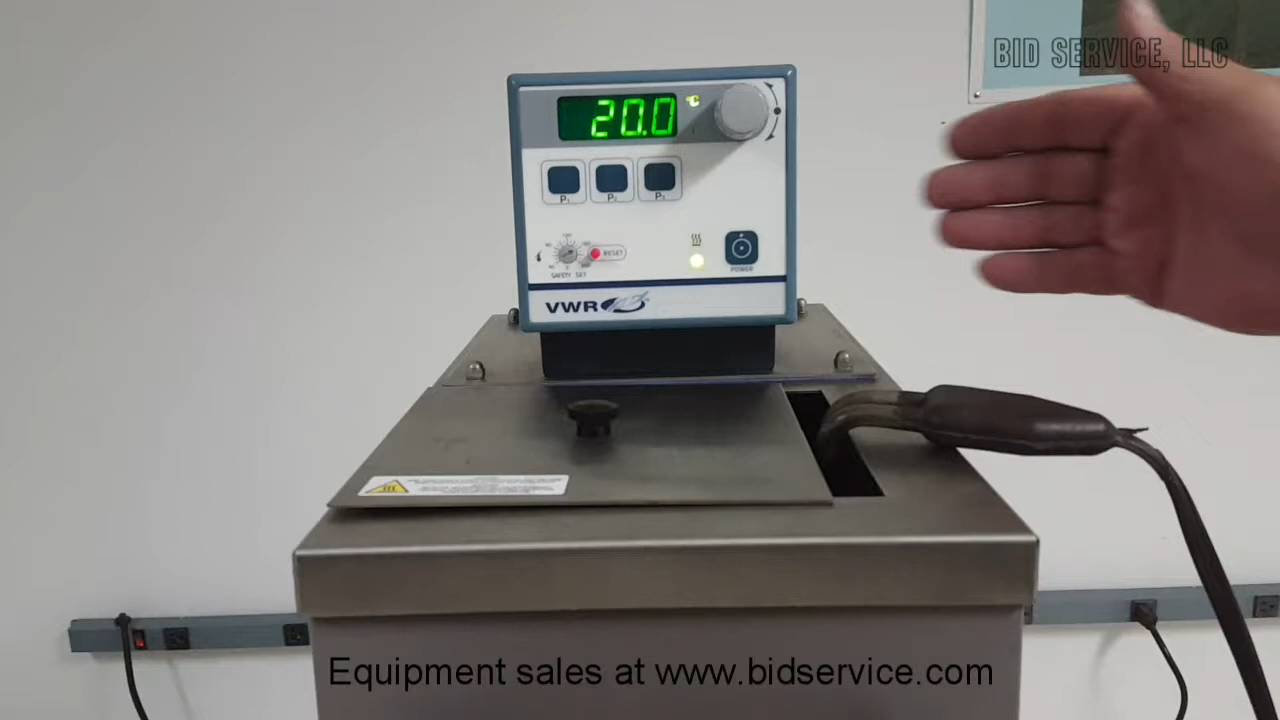 BID SERVICE, LLC
20.0 °C
P1 P2 P3
RESET
SAFETY SET
POWER
VWR
Equipment sales at www.bidservice.com